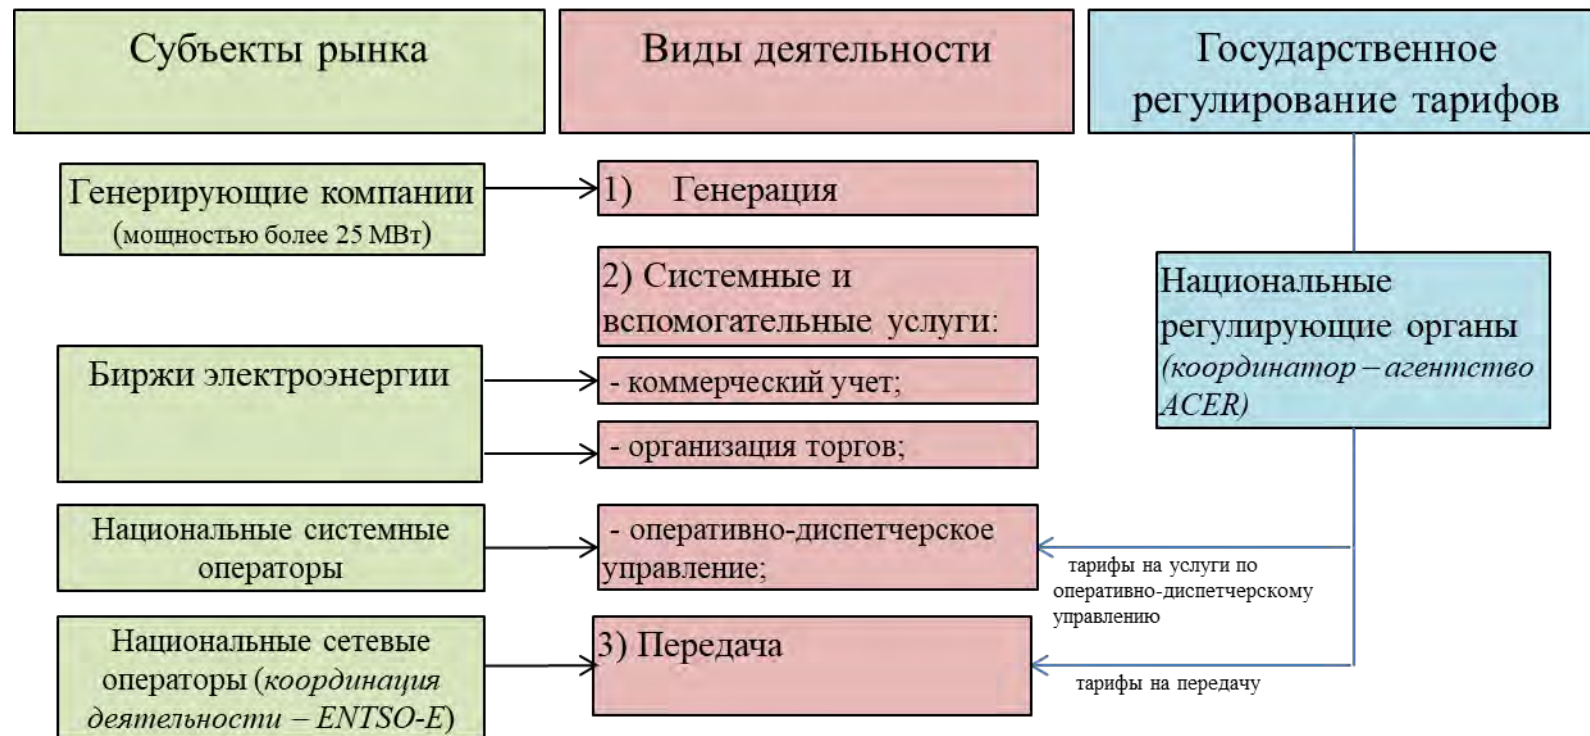 Субъекты рынка
Виды деятельности
Государственное
регулирование тарифов
Генерирующие компании
(мощностью более 25 МВт)
1) Генерация
2) Системные и
вспомогательные услуги:
Национальные
регулирующие органы
(координатор – агентство
ACER)
Биржи электроэнергии
- коммерческий учет;
- организация торгов;
Национальные системные
операторы
- оперативно-диспетчерское
управление;
тарифы на услуги по
оперативно-диспетчерскому
управлению
Национальные сетевые
операторы (координация
деятельности – ENTSO-E)
3) Передача
тарифы на передачу